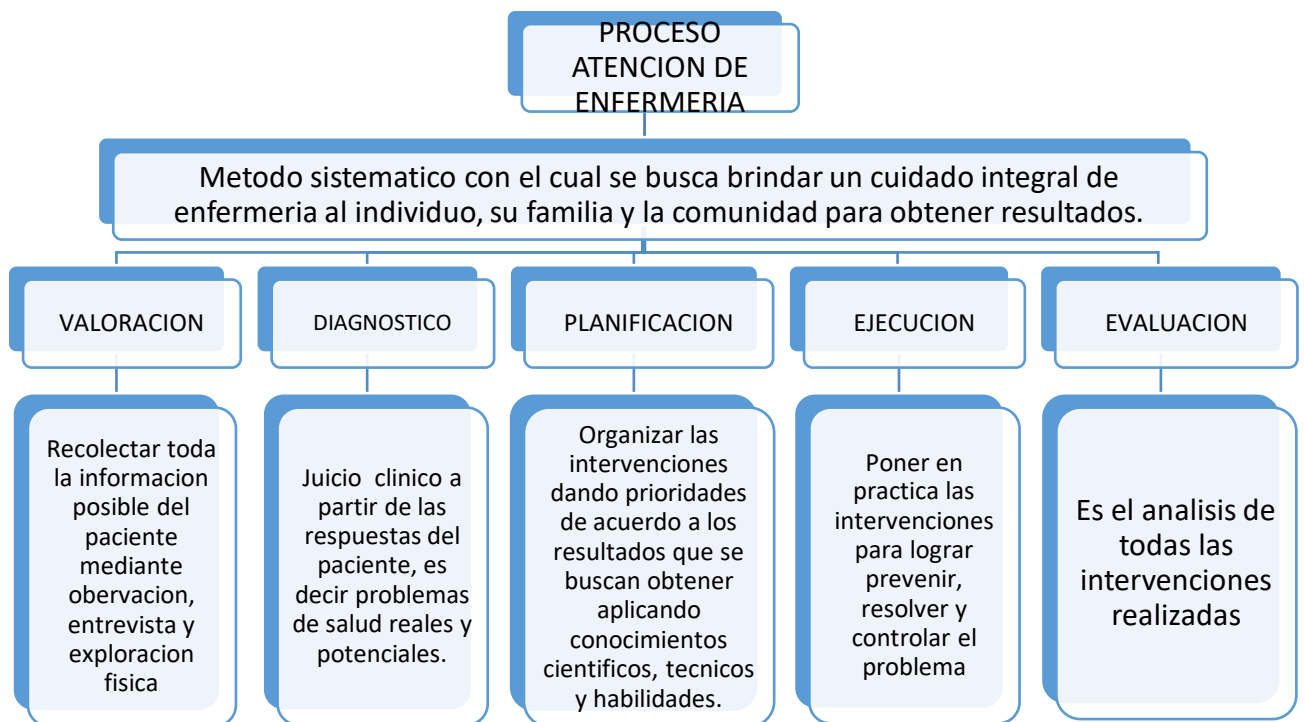 PROCESO
ATENCION DE
ENFERMERIA
Metodo sistematico con el cual se busca brindar un cuidado integral de
enfermeria al individuo, su familia y la comunidad para obtener resultados.
VALORACION
DIAGNOSTICO
PLANIFICACION
EJECUCION
EVALUACION
Recolectar toda
la informacion
posible del
paciente
mediante
obervacion,
entrevista y
exploracion
fisica
Juicio clinico a
partir de las
respuestas del
paciente, es
decir problemas
de salud reales y
potenciales.
Organizar las
intervenciones
dando prioridades
de acuerdo a los
resultados que se
buscan obtener
aplicando
conocimientos
cientificos, tecnicos
y habilidades.
Poner en
practica las
intervenciones
para lograr
prevenir,
resolver y
controlar el
problema
Es el analisis de
todas las
intervenciones
realizadas